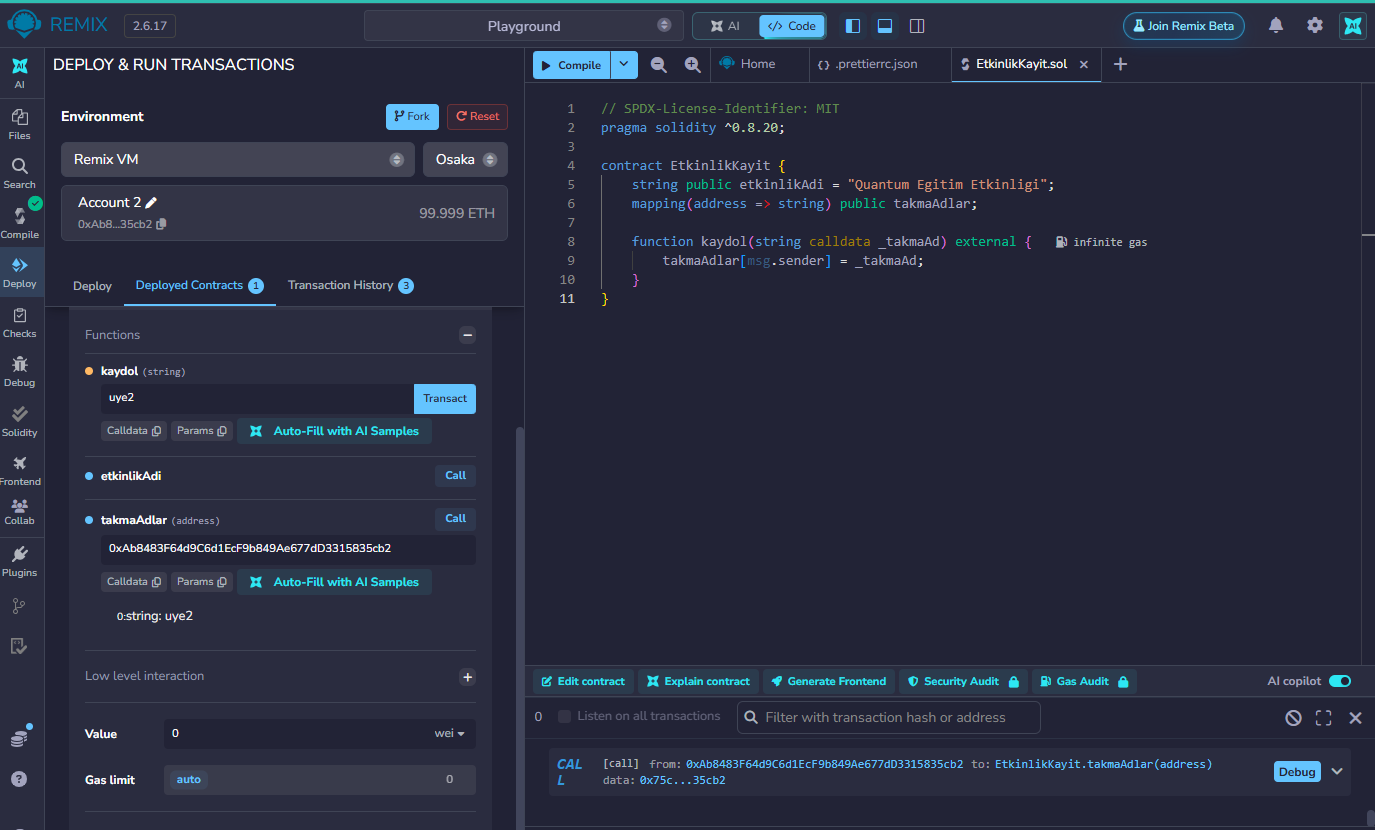 REMIX 2.6.17
Playground
AI Code
Join Remix Beta
AI
AI
Files
Search
Compile
Deploy
Checks
Debug
Solidity
Frontend
Collab
Plugins
DEPLOY & RUN TRANSACTIONS
Environment Fork Reset
Remix VM Osaka
Account 2 99.999 ETH
0xAb8...35cb2
Deploy Deployed Contracts 1 Transaction History 3
Functions
kaydol (string)
uye2 Transact
Calldata Params Auto-Fill with AI Samples
etkinlikAdi Call
takmaAdlar (address) Call
0xAb8483F64d9C6d1EcF9b849Ae677dD3315835cb2
Calldata Params Auto-Fill with AI Samples
0:string: uye2
Low level interaction
Value 0 wei
Gas limit auto 0
Compile Home {} .prettierrc.json EtkinlikKayit.sol
1 // SPDX-License-Identifier: MIT
2 pragma solidity ^0.8.20;
3
4 contract EtkinlikKayit {
5 string public etkinlikAdi = "Quantum Egitim Etkinligi";
6 mapping(address => string) public takmaAdlar;
7
8 function kaydol(string calldata _takmaAd) external { infinite gas
9 takmaAdlar[msg.sender] = _takmaAd;
10 }
11 }
Edit contract Explain contract Generate Frontend Security Audit Gas Audit AI copilot
0 Listen on all transactions Filter with transaction hash or address
CALL [call] from: 0xAb8483F64d9C6d1EcF9b849Ae677dD3315835cb2 to: EtkinlikKayit.takmaAdlar(address)
data: 0x75c...35cb2 Debug